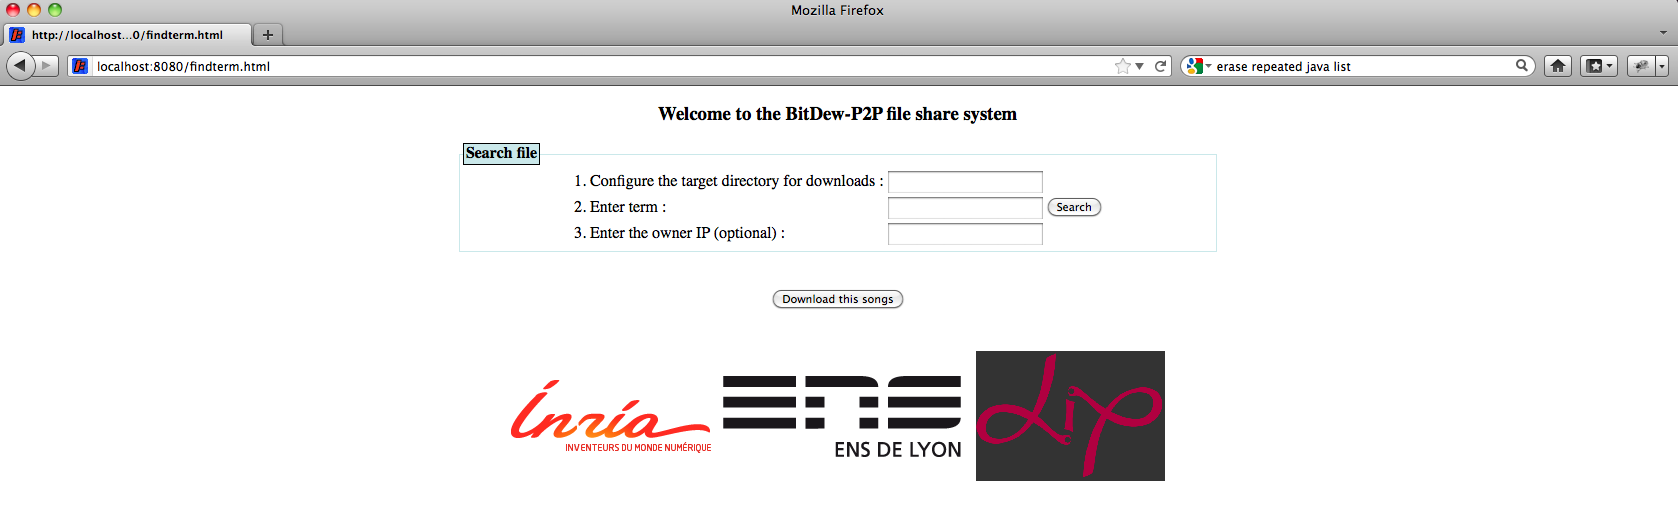 Mozilla Firefox
http://localhost...0/findterm.html
localhost:8080/findterm.html
erase repeated java list
Welcome to the BitDew-P2P file share system
Search file
1. Configure the target directory for downloads :
2. Enter term :
Search
3. Enter the owner IP (optional) :
Download this songs
inria
INVENTEURS DU MONDE NUMÉRIQUE
ENS
ENS DE LYON
LIP